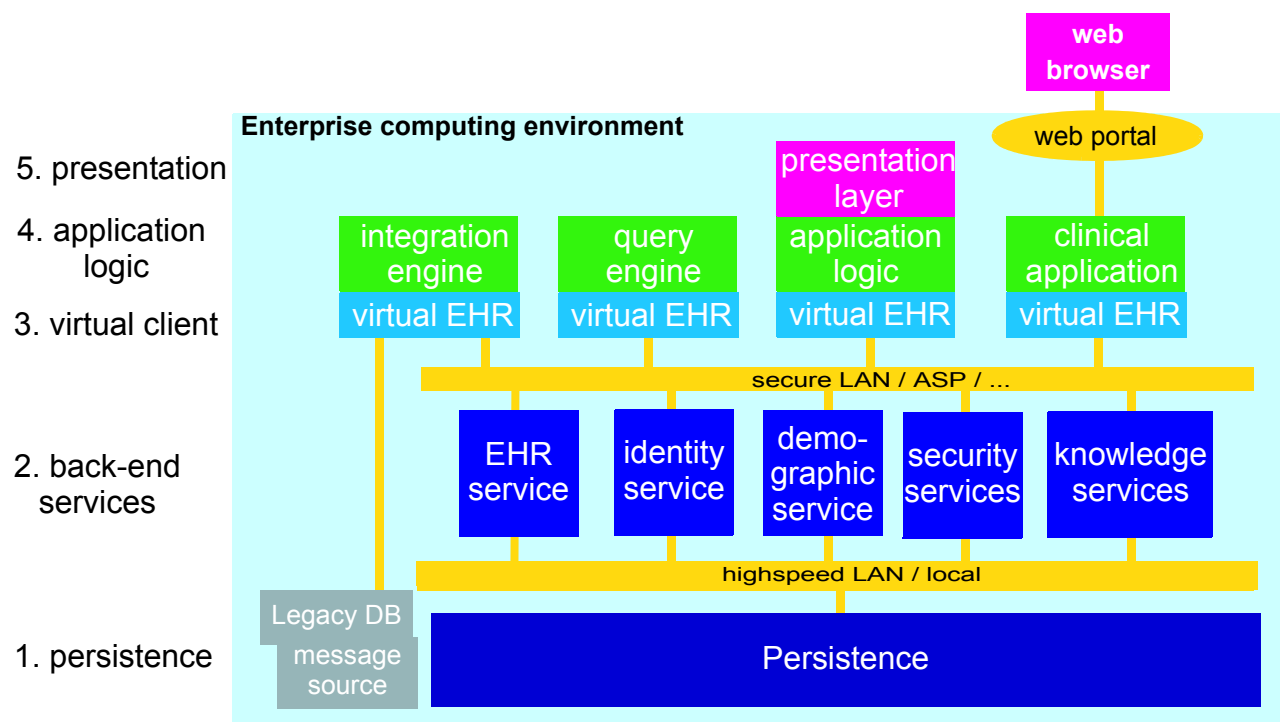 web
browser
Enterprise computing environment
web portal
5. presentation
presentation
layer
4. application
logic
integration
engine
query
engine
application
logic
clinical
application
3. virtual client
virtual EHR
virtual EHR
virtual EHR
virtual EHR
secure LAN / ASP / ...
2. back-end
services
EHR
service
identity
service
demo-
graphic
service
security
services
knowledge
services
highspeed LAN / local
Legacy DB
message
source
1. persistence
Persistence